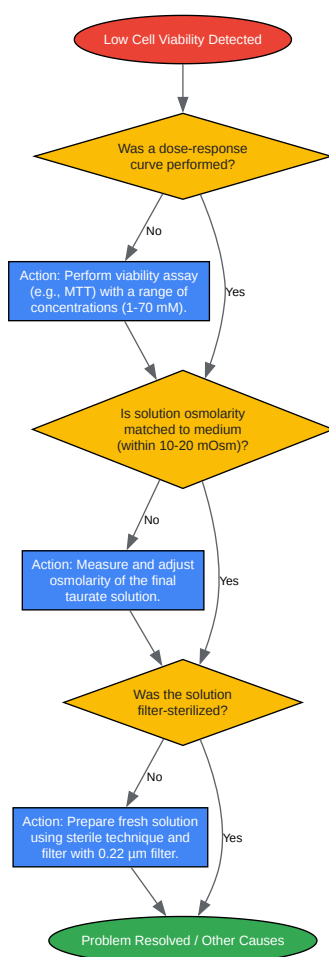 Low Cell Viability Detected
Was a dose-response
curve performed?
No
Yes
Action: Perform viability assay
(e.g., MTT) with a range of
concentrations (1-70 mM).
Is solution osmolarity
matched to medium
(within 10-20 mOsm)?
No
Yes
Action: Measure and adjust
osmolarity of the final
taurate solution.
Was the solution
filter-sterilized?
No
Yes
Action: Prepare fresh solution
using sterile technique and
filter with 0.22 µm filter.
Problem Resolved / Other Causes